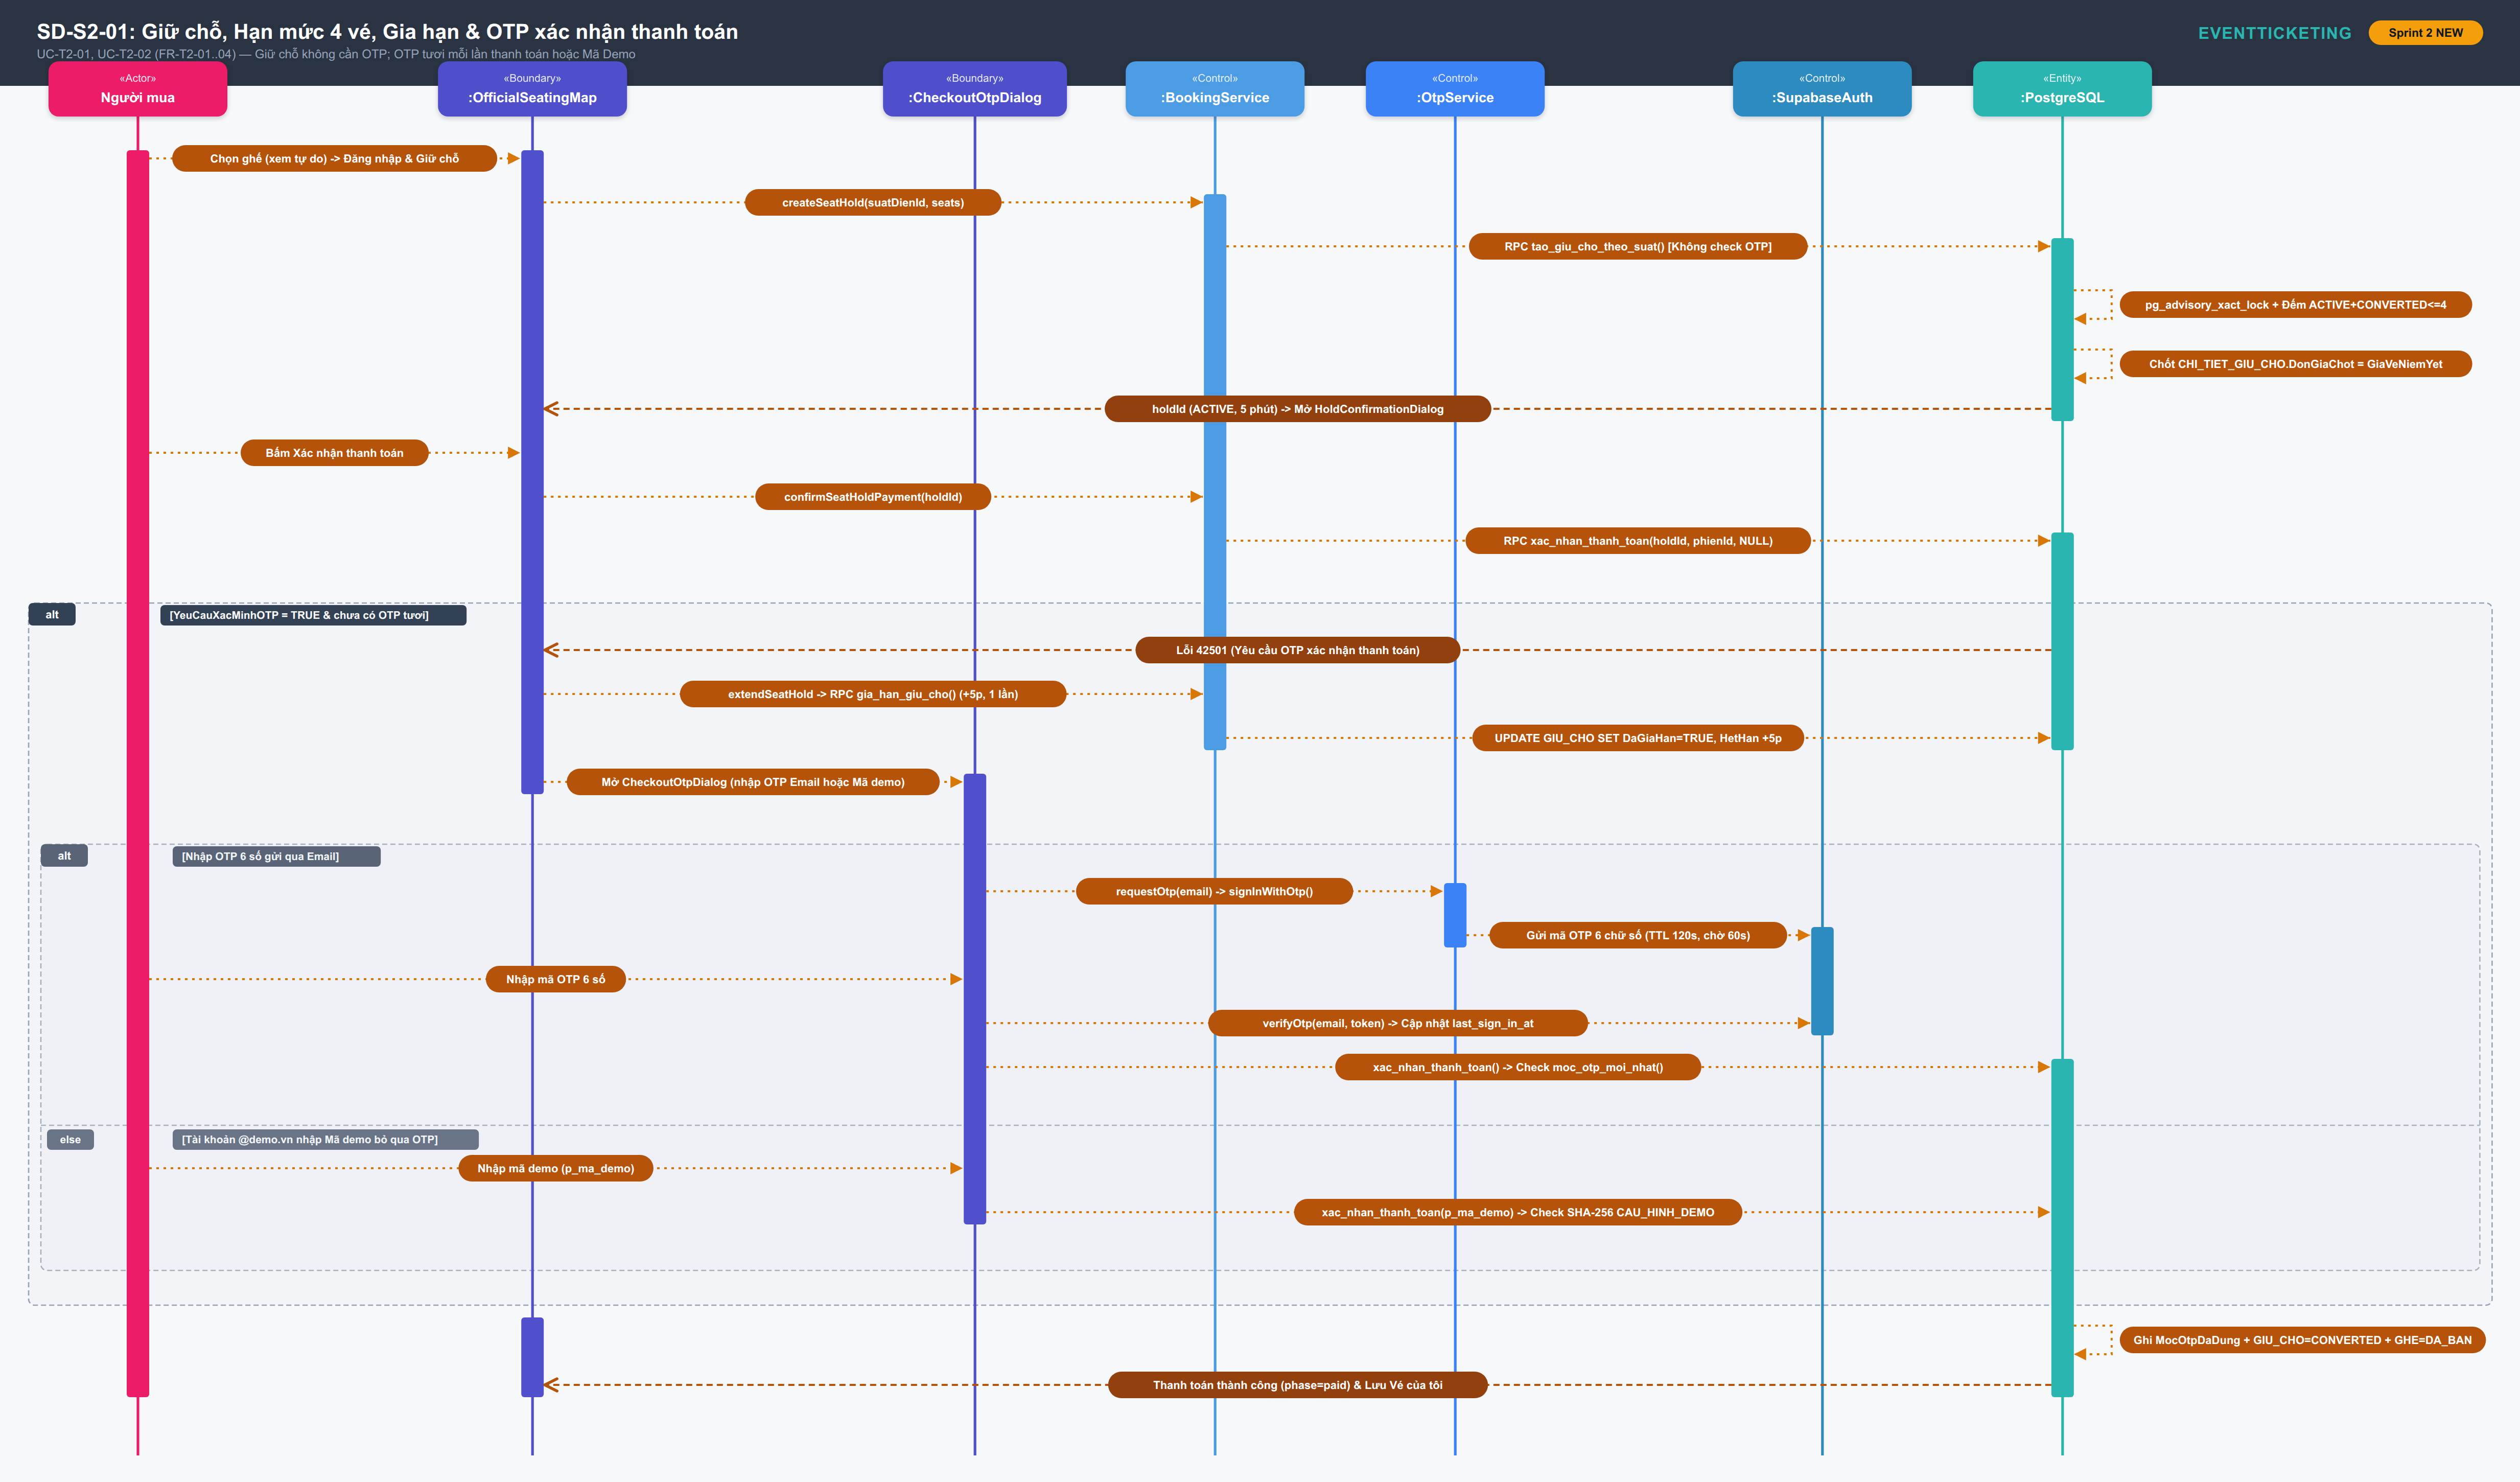 SD-S2-01: Giữ chỗ, Hạn mức 4 vé, Gia hạn & OTP xác nhận thanh toán
UC-T2-01, UC-T2-02 (FR-T2-01..04) — Giữ chỗ không cần OTP; OTP tươi mỗi lần thanh toán hoặc Mã Demo
EVENTTICKETING
Sprint 2 NEW
«Actor»
Người mua
«Boundary»
:OfficialSeatingMap
«Boundary»
:CheckoutOtpDialog
«Control»
:BookingService
«Control»
:OtpService
«Control»
:SupabaseAuth
«Entity»
:PostgreSQL
Chọn ghế (xem tự do) -> Đăng nhập & Giữ chỗ
createSeatHold(suatDienId, seats)
RPC tao_giu_cho_theo_suat() [Không check OTP]
pg_advisory_xact_lock + Đếm ACTIVE+CONVERTED<=4
Chốt CHI_TIET_GIU_CHO.DonGiaChot = GiaVeNiemYet
holdId (ACTIVE, 5 phút) -> Mở HoldConfirmationDialog
Bấm Xác nhận thanh toán
confirmSeatHoldPayment(holdId)
RPC xac_nhan_thanh_toan(holdId, phienId, NULL)
alt
[YeuCauXacMinhOTP = TRUE & chưa có OTP tươi]
Lỗi 42501 (Yêu cầu OTP xác nhận thanh toán)
extendSeatHold -> RPC gia_han_giu_cho() (+5p, 1 lần)
UPDATE GIU_CHO SET DaGiaHan=TRUE, HetHan +5p
Mở CheckoutOtpDialog (nhập OTP Email hoặc Mã demo)
alt
[Nhập OTP 6 số gửi qua Email]
requestOtp(email) -> signInWithOtp()
Gửi mã OTP 6 chữ số (TTL 120s, chờ 60s)
Nhập mã OTP 6 số
verifyOtp(email, token) -> Cập nhật last_sign_in_at
xac_nhan_thanh_toan() -> Check moc_otp_moi_nhat()
else
[Tài khoản @demo.vn nhập Mã demo bỏ qua OTP]
Nhập mã demo (p_ma_demo)
xac_nhan_thanh_toan(p_ma_demo) -> Check SHA-256 CAU_HINH_DEMO
Ghi MocOtpDaDung + GIU_CHO=CONVERTED + GHE=DA_BAN
Thanh toán thành công (phase=paid) & Lưu Vé của tôi